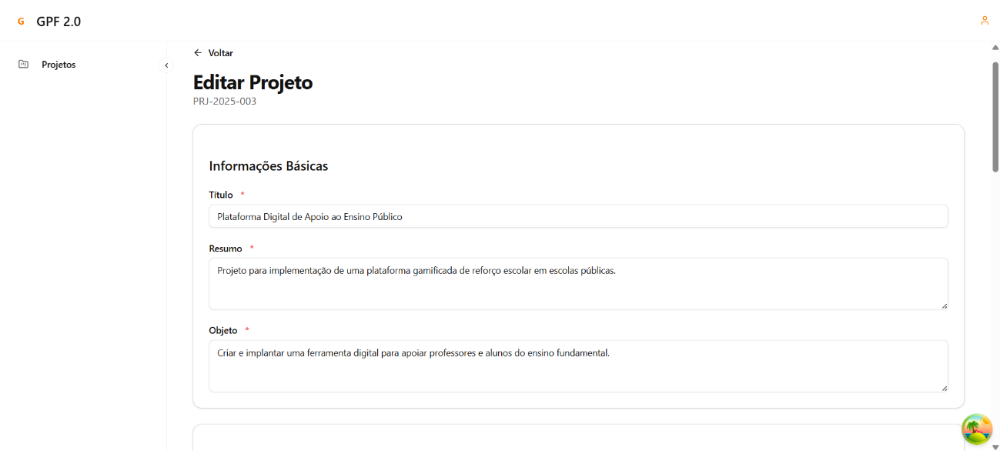 G GPF 2.0
Projetos
Voltar
Editar Projeto
PRJ-2025-003
Informações Básicas
Título *
Plataforma Digital de Apoio ao Ensino Público
Resumo *
Projeto para implementação de uma plataforma gamificada de reforço escolar em escolas públicas.
Objeto *
Criar e implantar uma ferramenta digital para apoiar professores e alunos do ensino fundamental.